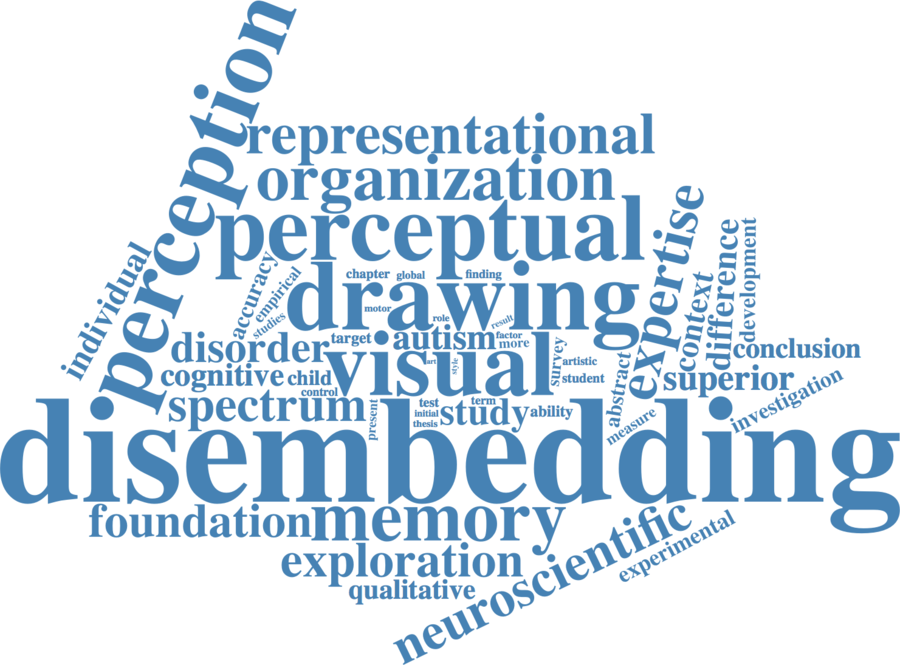 perception
representational
organization
perceptual
individual
accuracy
empirical
studies
chapter
global
finding
drawing
motor
role
result
expertise
context
difference
development
disorder
target
autism
factor
more
conclusion
cognitive
child
control
visual
art
style
survey
artistic
student
abstract
superior
spectrum
present
test
initial
thesis
term
study
ability
measure
investigation
disembedding
foundation
memory
exploration
qualitative
neuroscientific
experimental